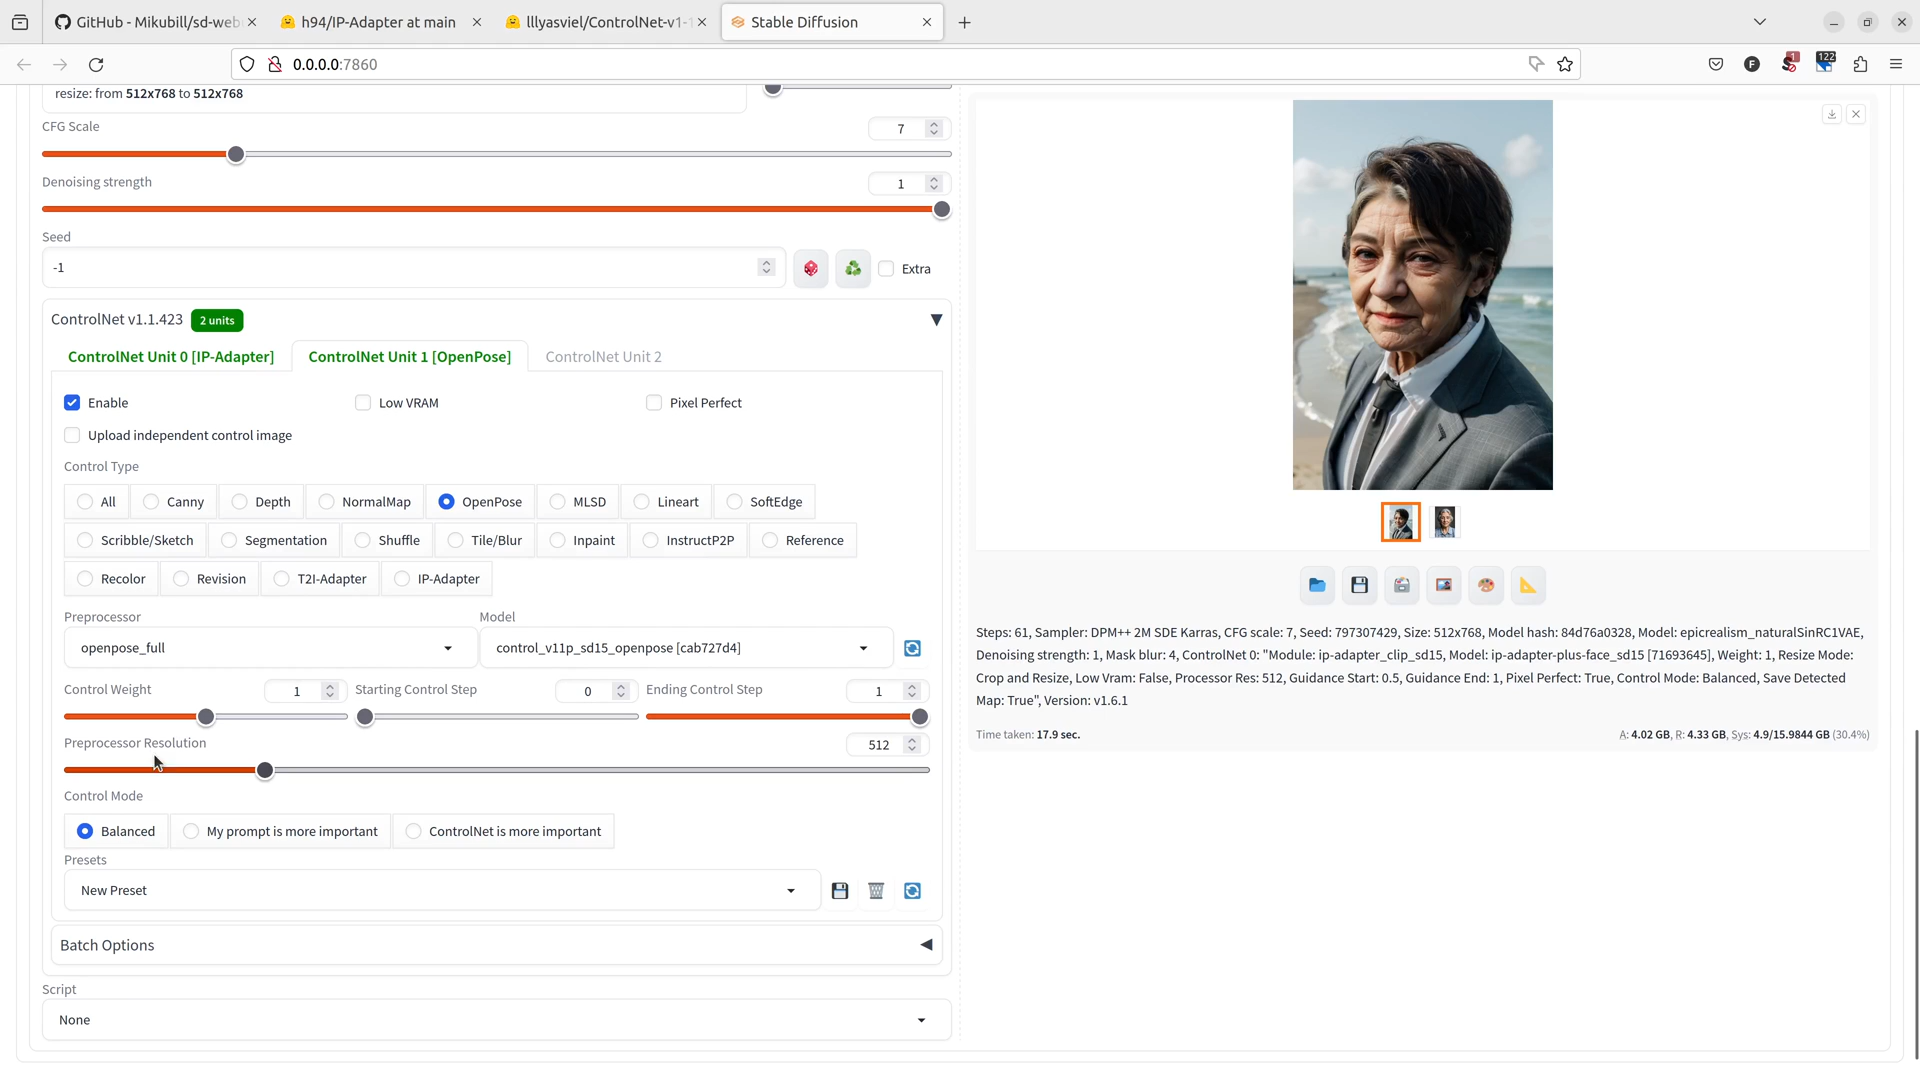 GitHub - Mikubill/sd-web
h94/IP-Adapter at main
lllyasviel/ControlNet-v1-1
Stable Diffusion
0.0.0.0:7860
F
1
122
resize: from 512x768 to 512x768
CFG Scale
7
Denoising strength
1
Seed
-1
Extra
ControlNet v1.1.423
2 units
ControlNet Unit 0 [IP-Adapter]
ControlNet Unit 1 [OpenPose]
ControlNet Unit 2
Enable
Low VRAM
Pixel Perfect
Upload independent control image
Control Type
All
Canny
Depth
NormalMap
OpenPose
MLSD
Lineart
SoftEdge
Scribble/Sketch
Segmentation
Shuffle
Tile/Blur
Inpaint
InstructP2P
Reference
Recolor
Revision
T2I-Adapter
IP-Adapter
Preprocessor
Model
openpose_full
control_v11p_sd15_openpose [cab727d4]
Control Weight
1
Starting Control Step
0
Ending Control Step
1
Preprocessor Resolution
512
Control Mode
Balanced
My prompt is more important
ControlNet is more important
Presets
New Preset
Batch Options
Script
None
Steps: 61, Sampler: DPM++ 2M SDE Karras, CFG scale: 7, Seed: 797307429, Size: 512x768, Model hash: 84d76a0328, Model: epicrealism_naturalSinRC1VAE,
Denoising strength: 1, Mask blur: 4, ControlNet 0: "Module: ip-adapter_clip_sd15, Model: ip-adapter-plus-face_sd15 [71693645], Weight: 1, Resize Mode:
Crop and Resize, Low Vram: False, Processor Res: 512, Guidance Start: 0.5, Guidance End: 1, Pixel Perfect: True, Control Mode: Balanced, Save Detected
Map: True", Version: v1.6.1
Time taken: 17.9 sec.
A: 4.02 GB, R: 4.33 GB, Sys: 4.9/15.9844 GB (30.4%)